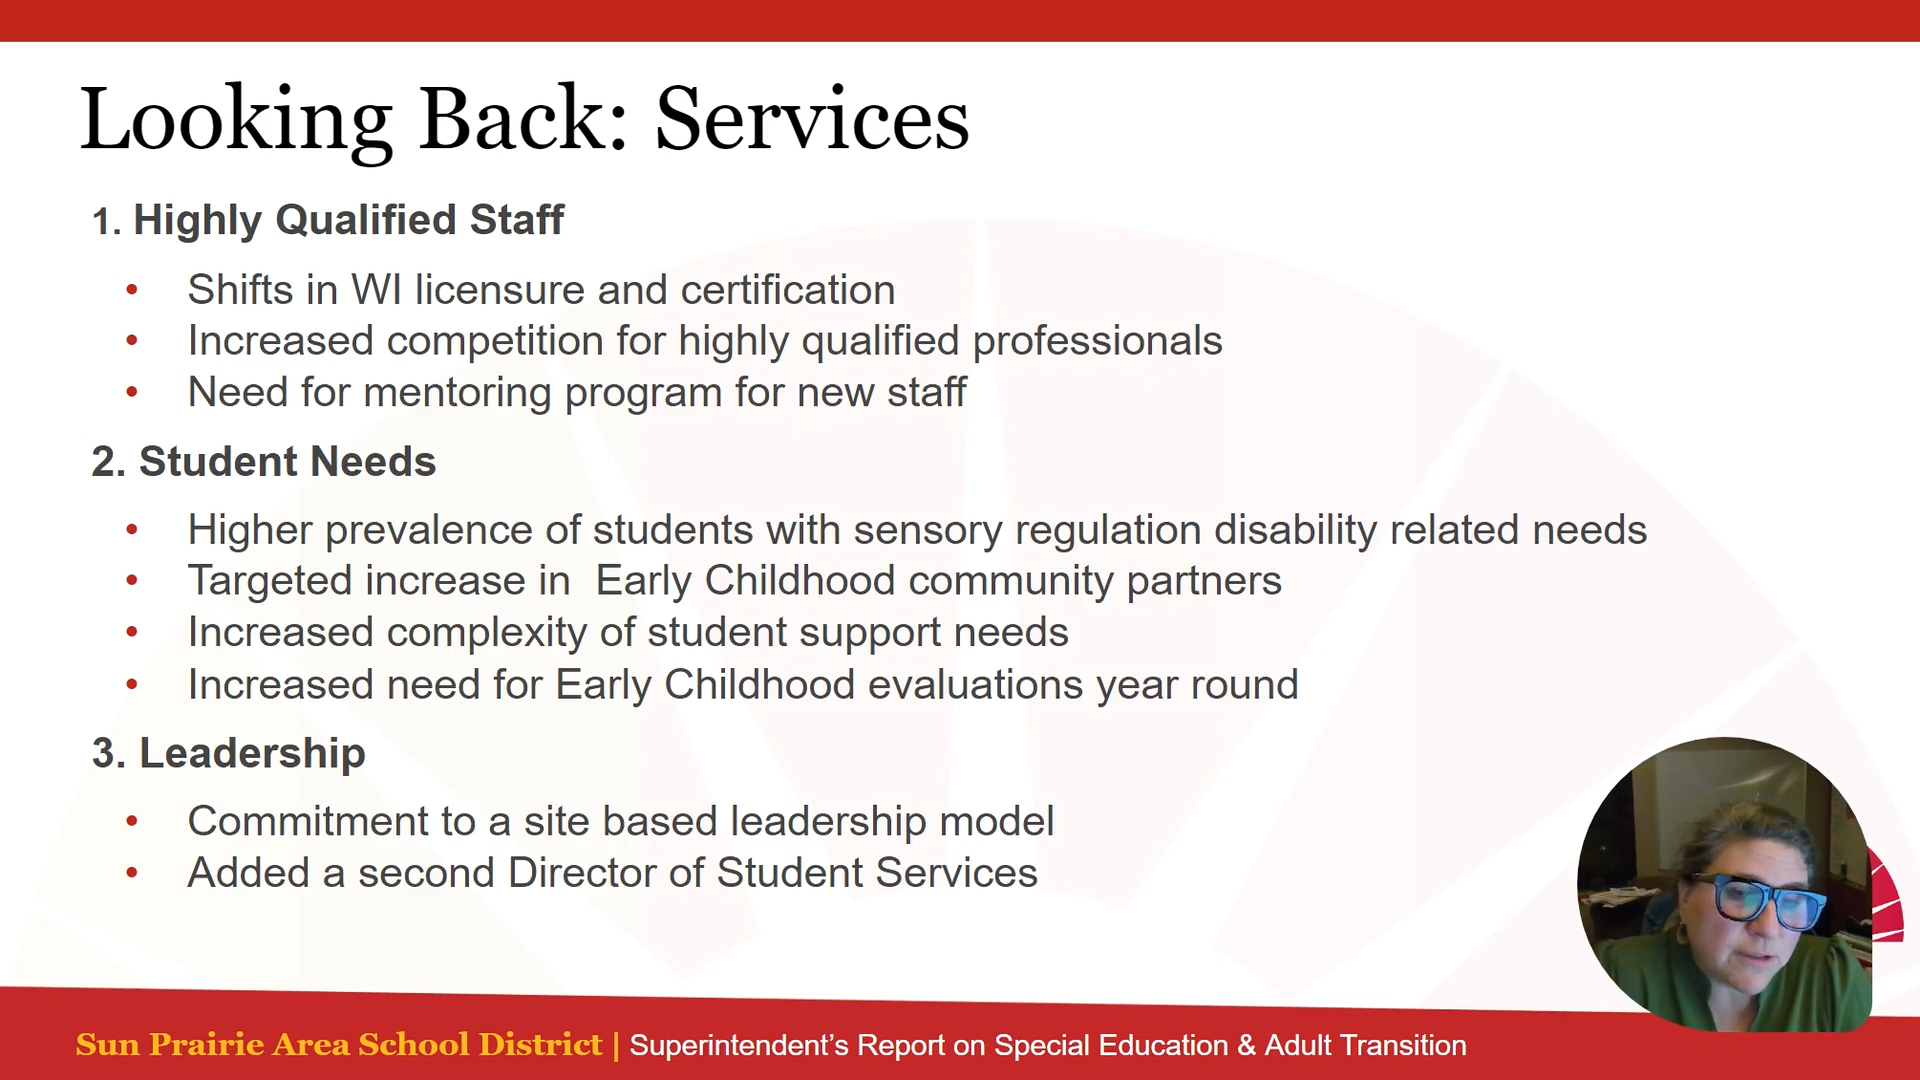 Looking Back: Services
1. Highly Qualified Staff
• Shifts in WI licensure and certification
• Increased competition for highly qualified professionals
• Need for mentoring program for new staff
2. Student Needs
• Higher prevalence of students with sensory regulation disability related needs
• Targeted increase in  Early Childhood community partners
• Increased complexity of student support needs
• Increased need for Early Childhood evaluations year round
3. Leadership
• Commitment to a site based leadership model
• Added a second Director of Student Services
Sun Prairie Area School District | Superintendent’s Report on Special Education & Adult Transition